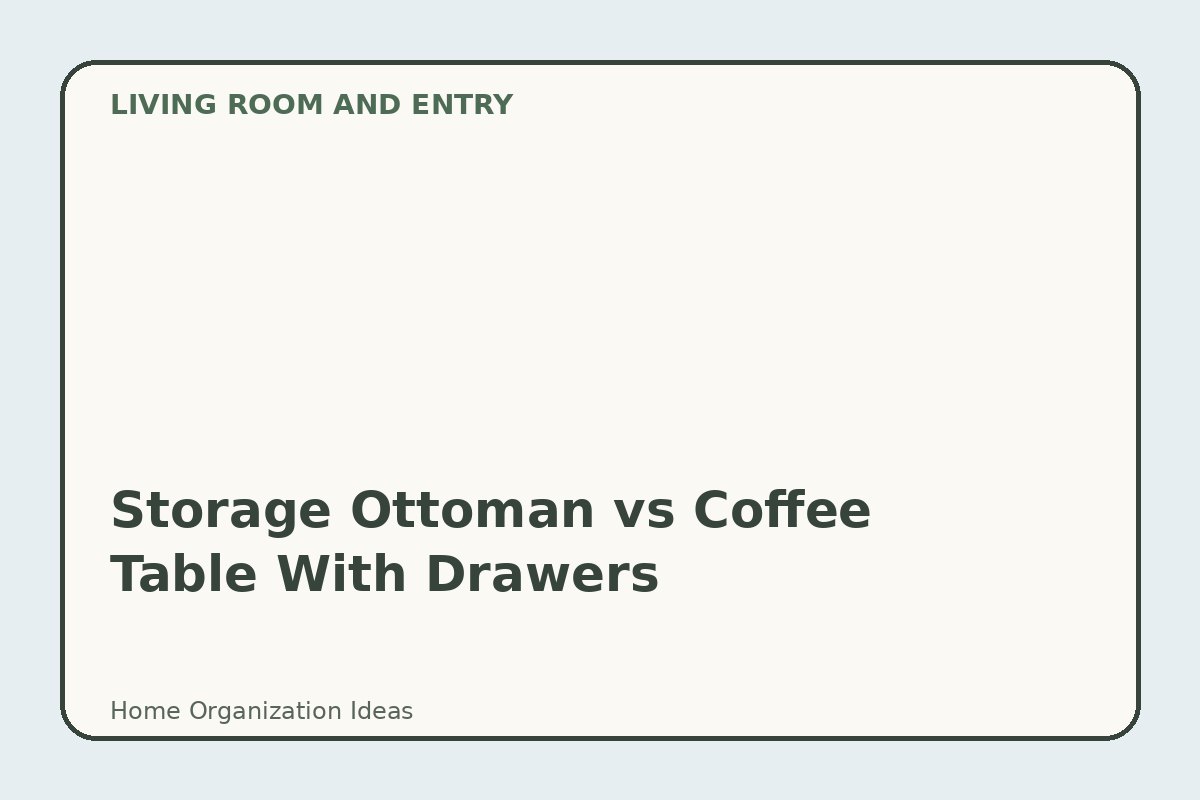 LIVING ROOM AND ENTRY
Storage Ottoman vs Coffee
Table With Drawers
Home Organization Ideas